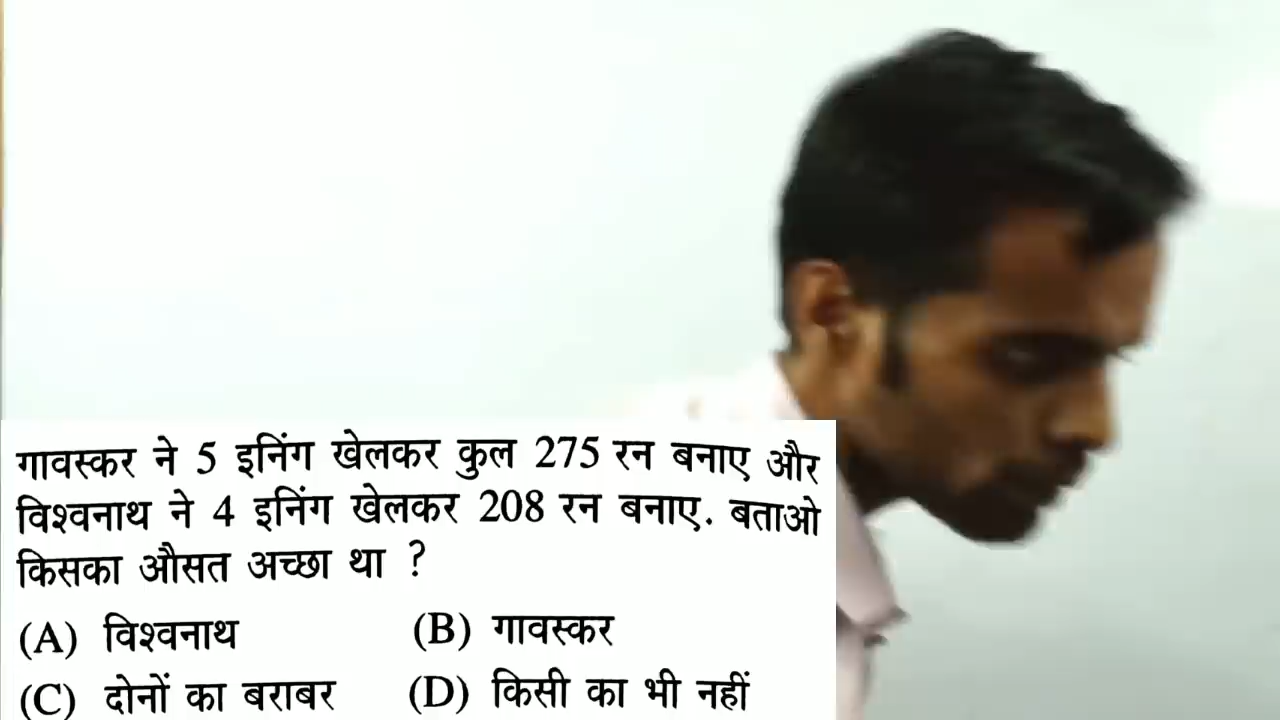 गावस्कर ने 5 इनिंग खेलकर कुल 275 रन बनाए और
विश्वनाथ ने 4 इनिंग खेलकर 208 रन बनाए. बताओ
किसका औसत अच्छा था ?
(A) विश्वनाथ (B) गावस्कर
(C) दोनों का बराबर (D) किसी का भी नहीं